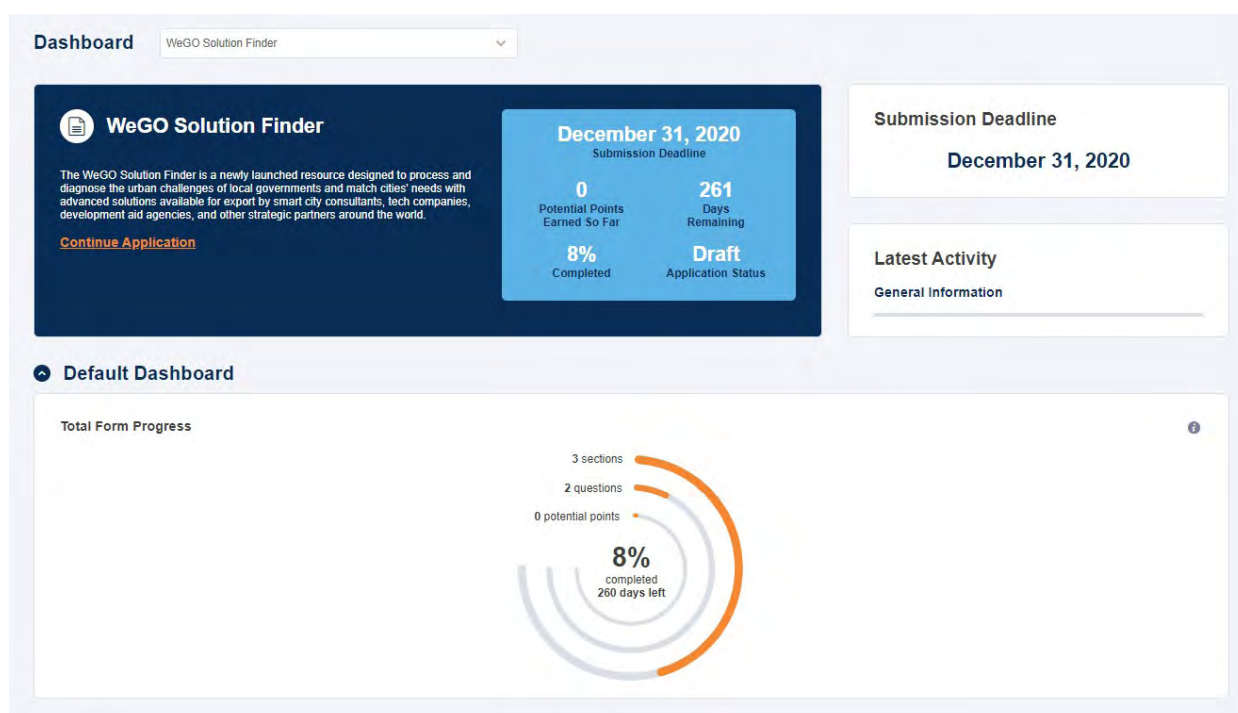 Dashboard
WeGO Solution Finder
WeGO Solution Finder
The WeGO Solution Finder is a newly launched resource designed to process and
diagnose the urban challenges of local governments and match cities' needs with
advanced solutions available for export by smart city consultants, tech companies,
development aid agencies, and other strategic partners around the world.
Continue Application
December 31, 2020
Submission Deadline
0
Potential Points
Earned So Far
261
Days
Remaining
8%
Completed
Draft
Application Status
Submission Deadline
December 31, 2020
Latest Activity
General Information
Default Dashboard
Total Form Progress
3 sections
2 questions
0 potential points
8%
completed
260 days left